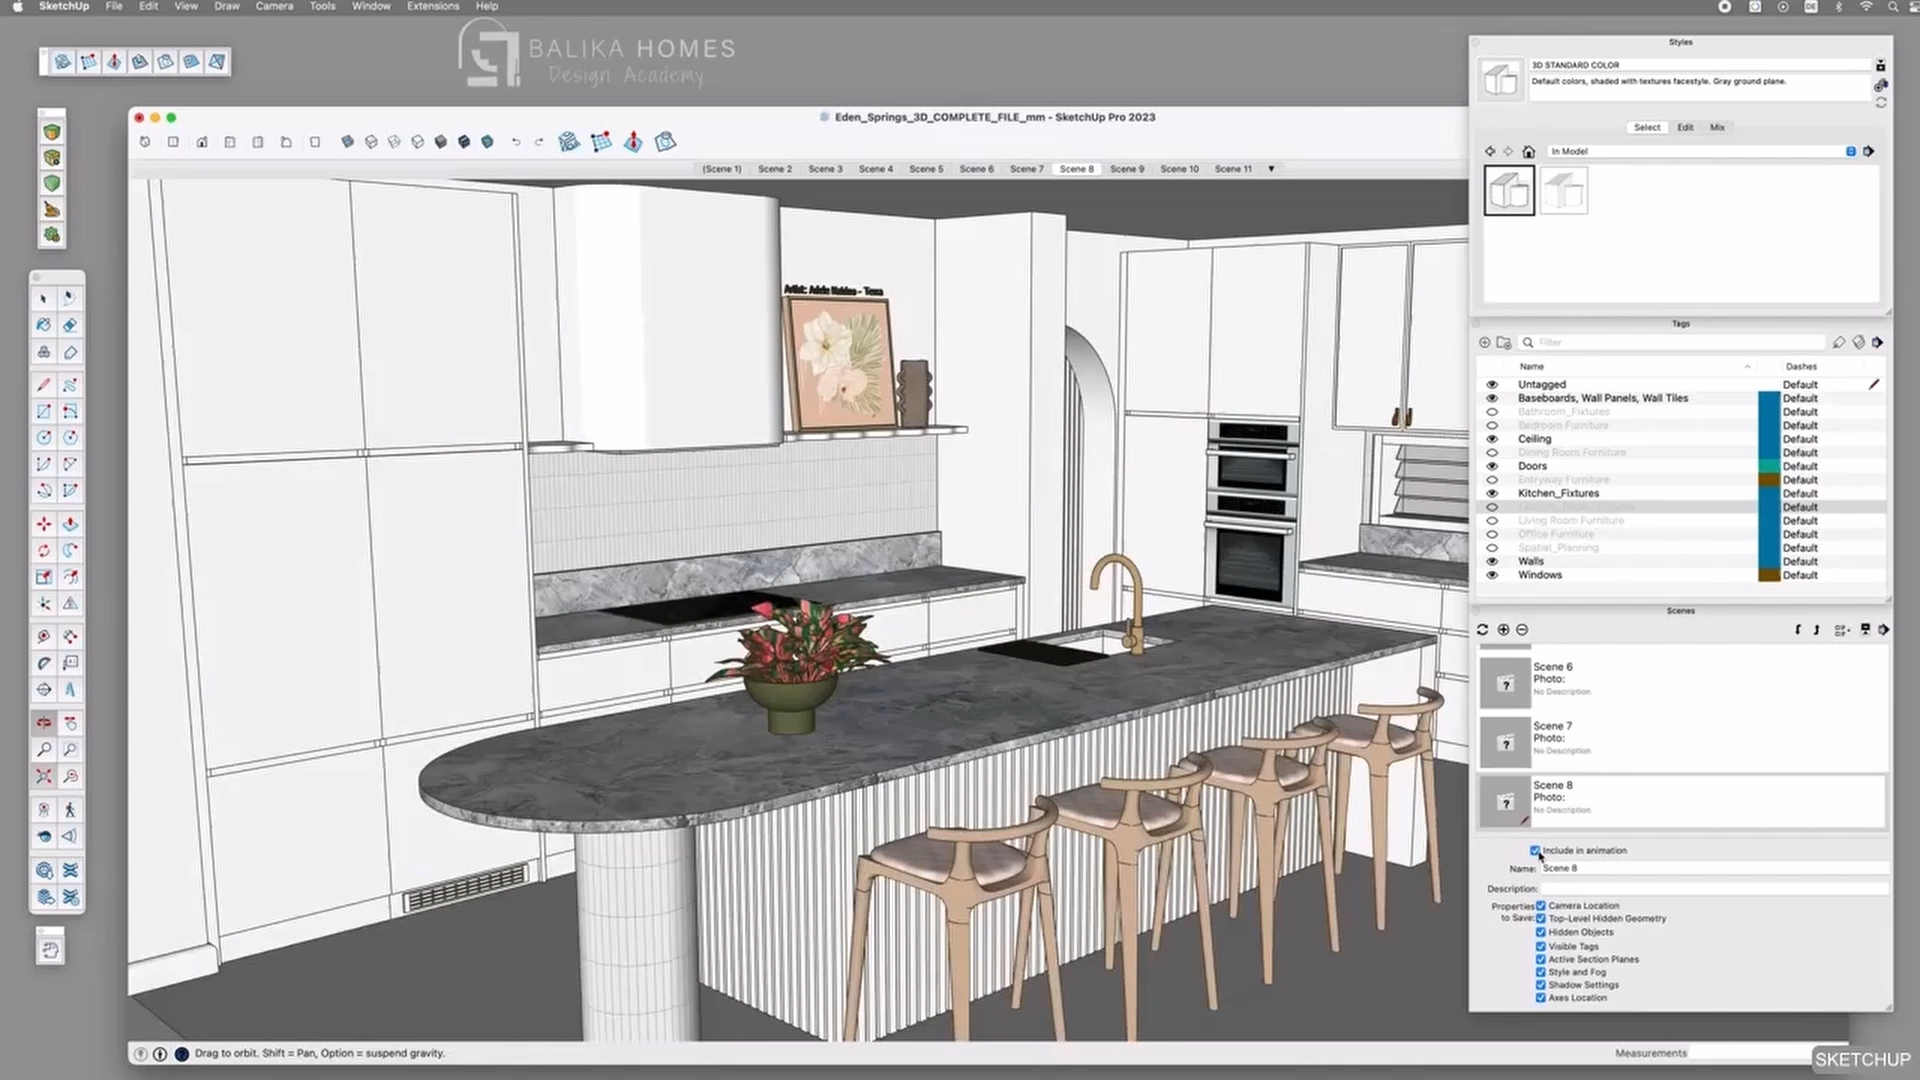 SketchUp File Edit View Draw Camera Tools Window Extensions Help
BALIKA HOMES
Design Academy
Eden_Springs_3D_COMPLETE_FILE_mm - SketchUp Pro 2023
(Scene 1) Scene 2 Scene 3 Scene 4 Scene 5 Scene 6 Scene 7 Scene 8 Scene 9 Scene 10 Scene 11
Styles
3D STANDARD COLOR
Default colors, shaded with textures facestyle. Gray ground plane.
Select Edit Mix
In Model
Tags
Filter
Name Dashes
Untagged Default
Baseboards, Wall Panels, Wall Tiles Default
Bathroom_Fixtures Default
Bedroom Furniture Default
Ceiling Default
Dining Room Furniture Default
Doors Default
Entryway Furniture Default
Kitchen_Fixtures Default
Default
Living Room Furniture Default
Office Furniture Default
Spatial_Planning Default
Walls Default
Windows Default
Scenes
Scene 6
Photo:
No Description
Scene 7
Photo:
No Description
Scene 8
Photo:
No Description
Include in animation
Name: Scene 8
Description:
Properties to Save:
Camera Location
Top-Level Hidden Geometry
Hidden Objects
Visible Tags
Active Section Planes
Style and Fog
Shadow Settings
Axes Location
Artist:
Drag to orbit. Shift = Pan, Option = suspend gravity.
Measurements
SKETCHUP